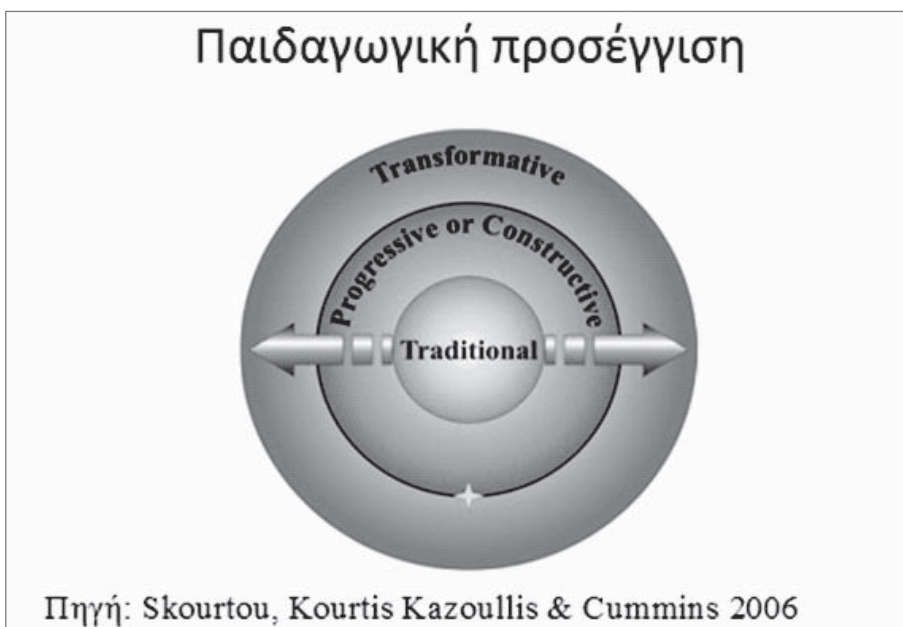 Παιδαγωγική προσέγγιση
Transformative
Progressive or Constructive
Traditional
Πηγή: Skourtou, Kourtis Kazoullis & Cummins 2006